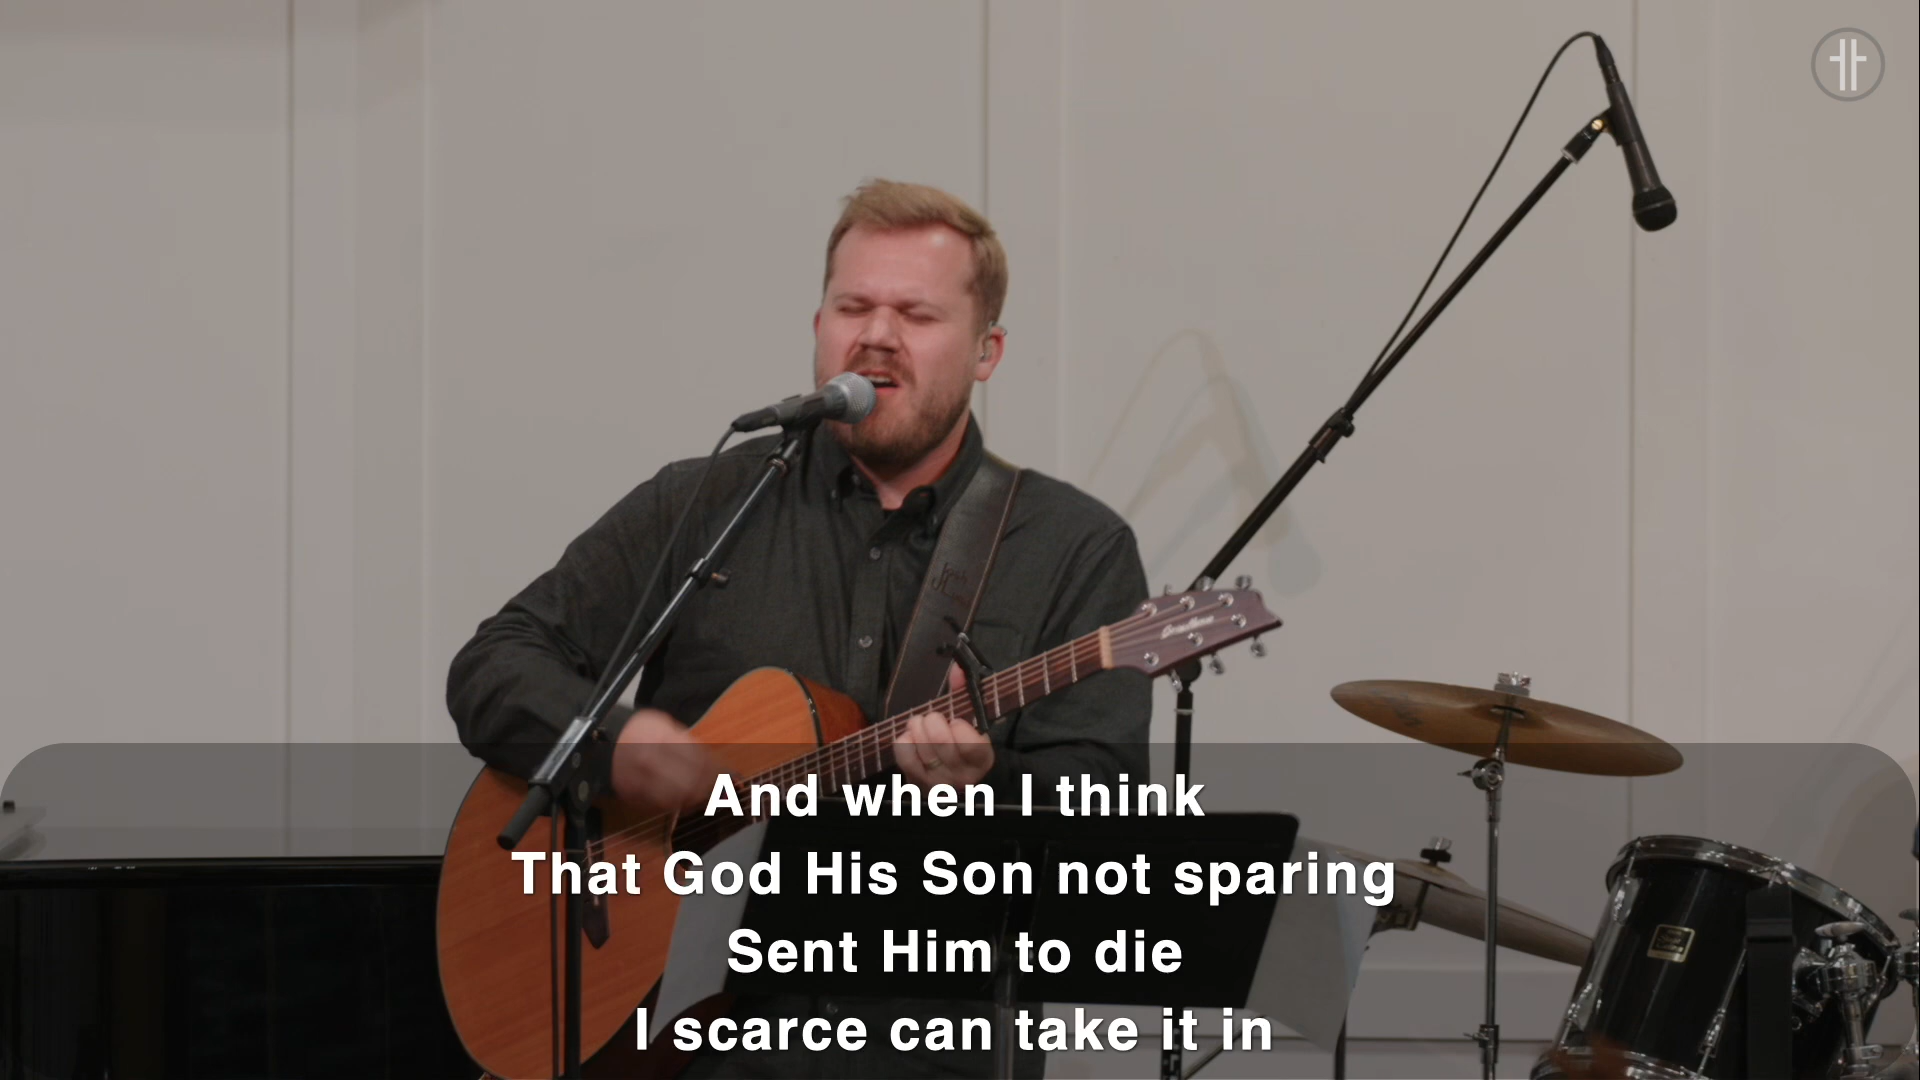 And when I think
That God His Son not sparing
Sent Him to die
I scarce can take it in